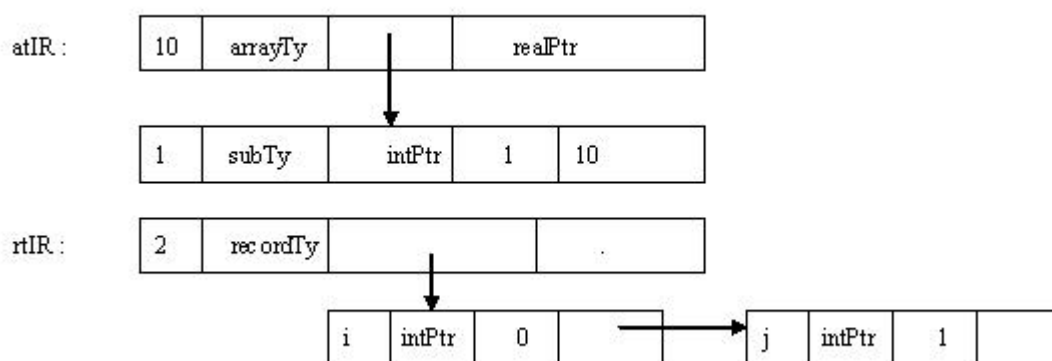 atIR : 10 arrayTy realPtr
1 subTy intPtr 1 10
rtIR : 2 recordTy .
i intPtr 0 j intPtr 1